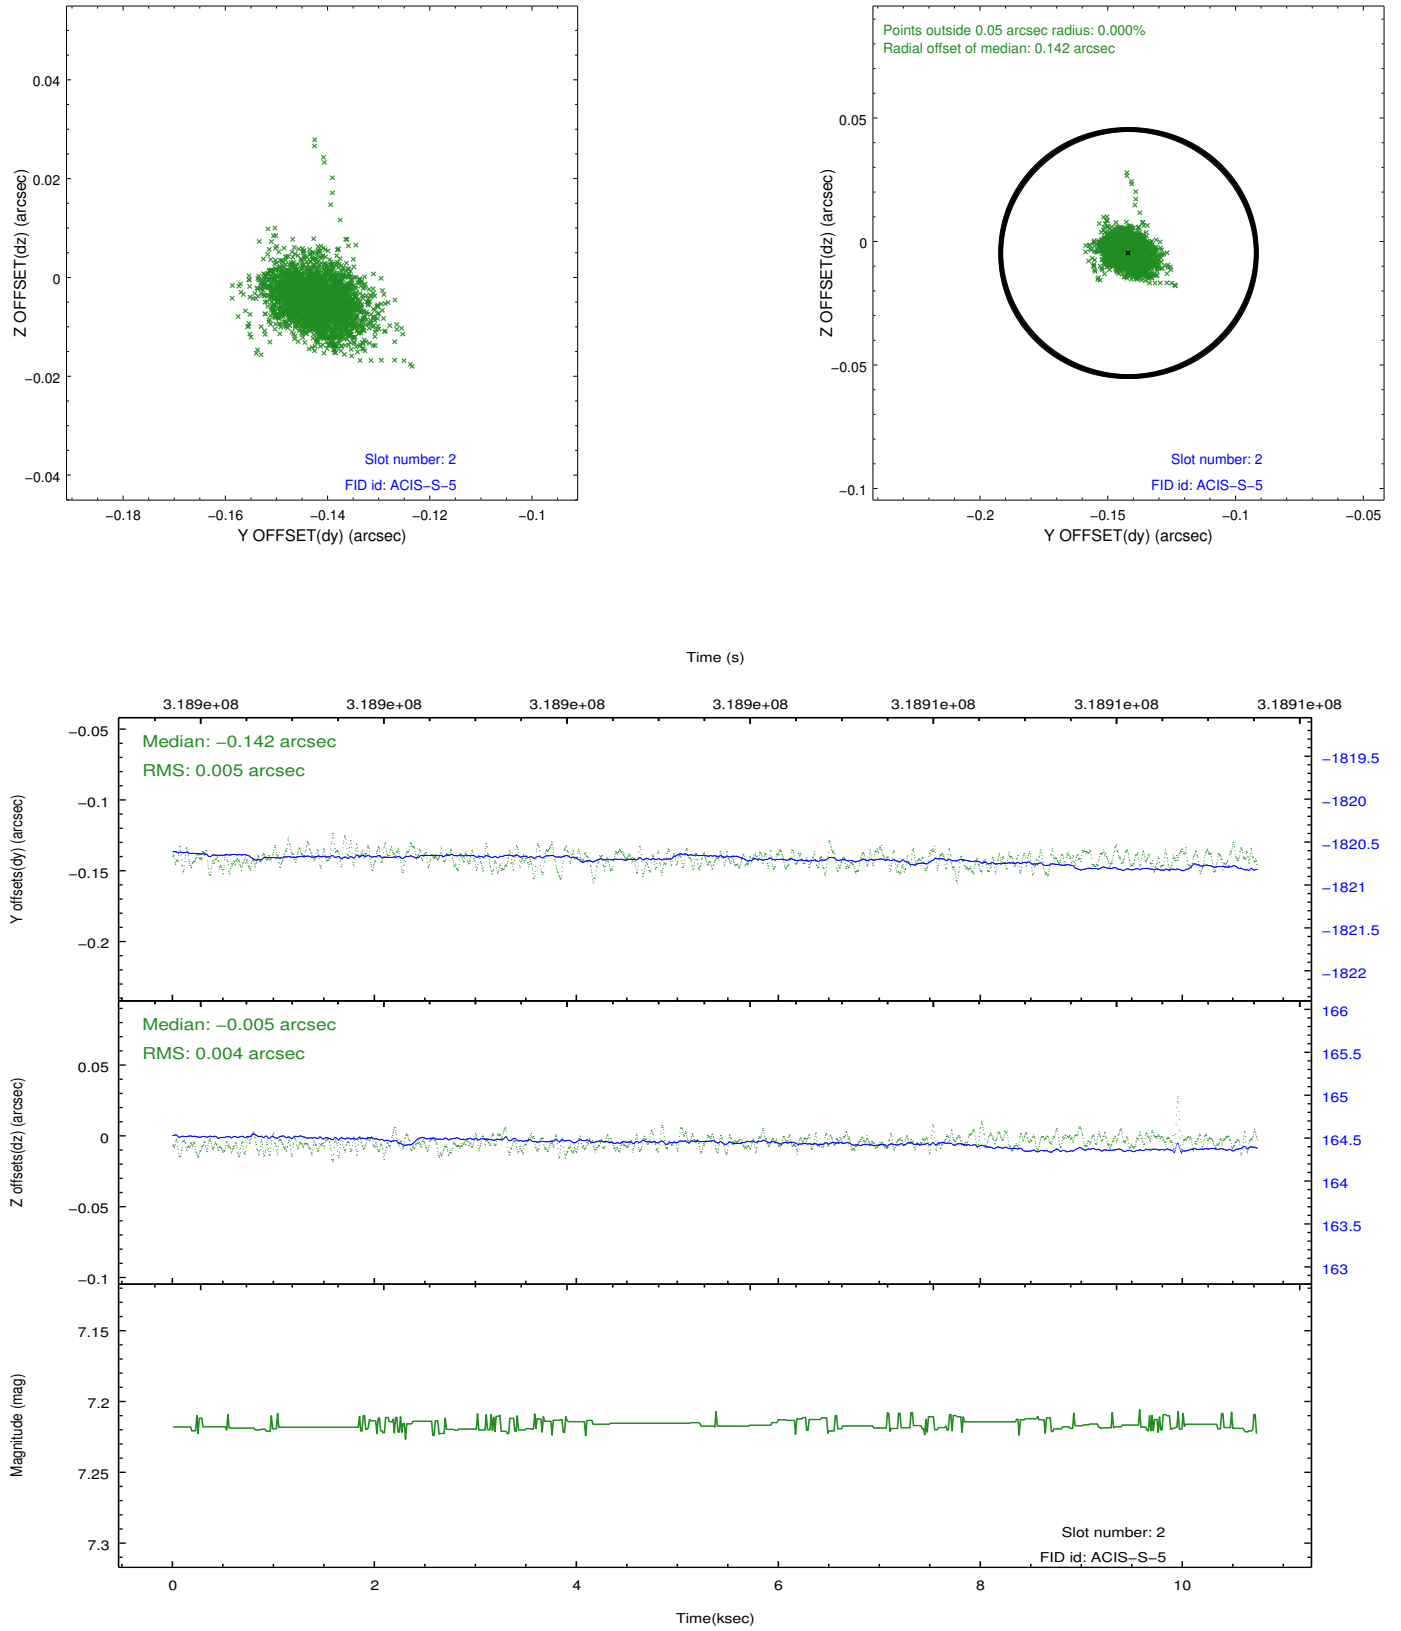 0.04
0.02
0
−0.02
−0.04
Z OFFSET(dz) (arcsec)
Slot number: 2
FID id: ACIS−S−5
−0.18 −0.16 −0.14 −0.12 −0.1
Y OFFSET(dy) (arcsec)
Points outside 0.05 arcsec radius: 0.000%
Radial offset of median: 0.142 arcsec
0.05
0
−0.05
−0.1
Z OFFSET(dz) (arcsec)
Slot number: 2
FID id: ACIS−S−5
−0.2 −0.15 −0.1 −0.05
Y OFFSET(dy) (arcsec)
Time (s)
3.189e+08 3.189e+08 3.189e+08 3.189e+08 3.1891e+08 3.1891e+08 3.1891e+08
Median: −0.142 arcsec
RMS: 0.005 arcsec
−0.05
−0.1
−0.15
−0.2
Y offsets(dy) (arcsec)
−1819.5
−1820
−1820.5
−1821
−1821.5
−1822
Median: −0.005 arcsec
RMS: 0.004 arcsec
0.05
0
−0.05
−0.1
Z offsets(dz) (arcsec)
166
165.5
165
164.5
164
163.5
163
7.15
7.2
7.25
7.3
Magnitude (mag)
Slot number: 2
FID id: ACIS−S−5
0 2 4 6 8 10
Time(ksec)